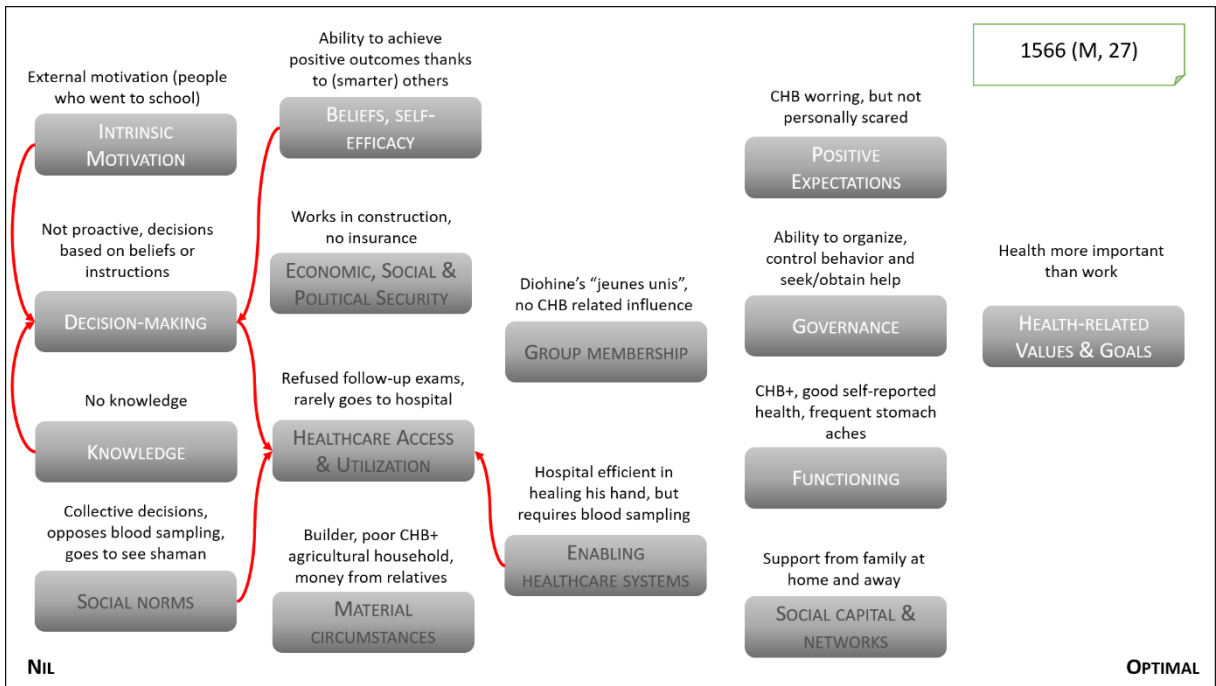 1566 (M, 27)
External motivation (people
who went to school)
INTRINSIC
MOTIVATION
Not proactive, decisions
based on beliefs or
instructions
DECISION-MAKING
No knowledge
KNOWLEDGE
Collective decisions,
opposes blood sampling,
goes to see shaman
SOCIAL NORMS
Ability to achieve
positive outcomes thanks
to (smarter) others
BELIEFS, SELF-
EFFICACY
Works in construction,
no insurance
ECONOMIC, SOCIAL &
POLITICAL SECURITY
Refused follow-up exams,
rarely goes to hospital
HEALTHCARE ACCESS
& UTILIZATION
Builder, poor CHB+
agricultural household,
money from relatives
MATERIAL
CIRCUMSTANCES
Diohine's “jeunes unis”,
no CHB related influence
GROUP MEMBERSHIP
Hospital efficient in
healing his hand, but
requires blood sampling
ENABLING
HEALTHCARE SYSTEMS
CHB worring, but not
personally scared
POSITIVE
EXPECTATIONS
Ability to organize,
control behavior and
seek/obtain help
GOVERNANCE
CHB+, good self-reported
health, frequent stomach
aches
FUNCTIONING
Support from family at
home and away
SOCIAL CAPITAL &
NETWORKS
Health more important
than work
HEALTH-RELATED
VALUES & GOALS
NIL
OPTIMAL